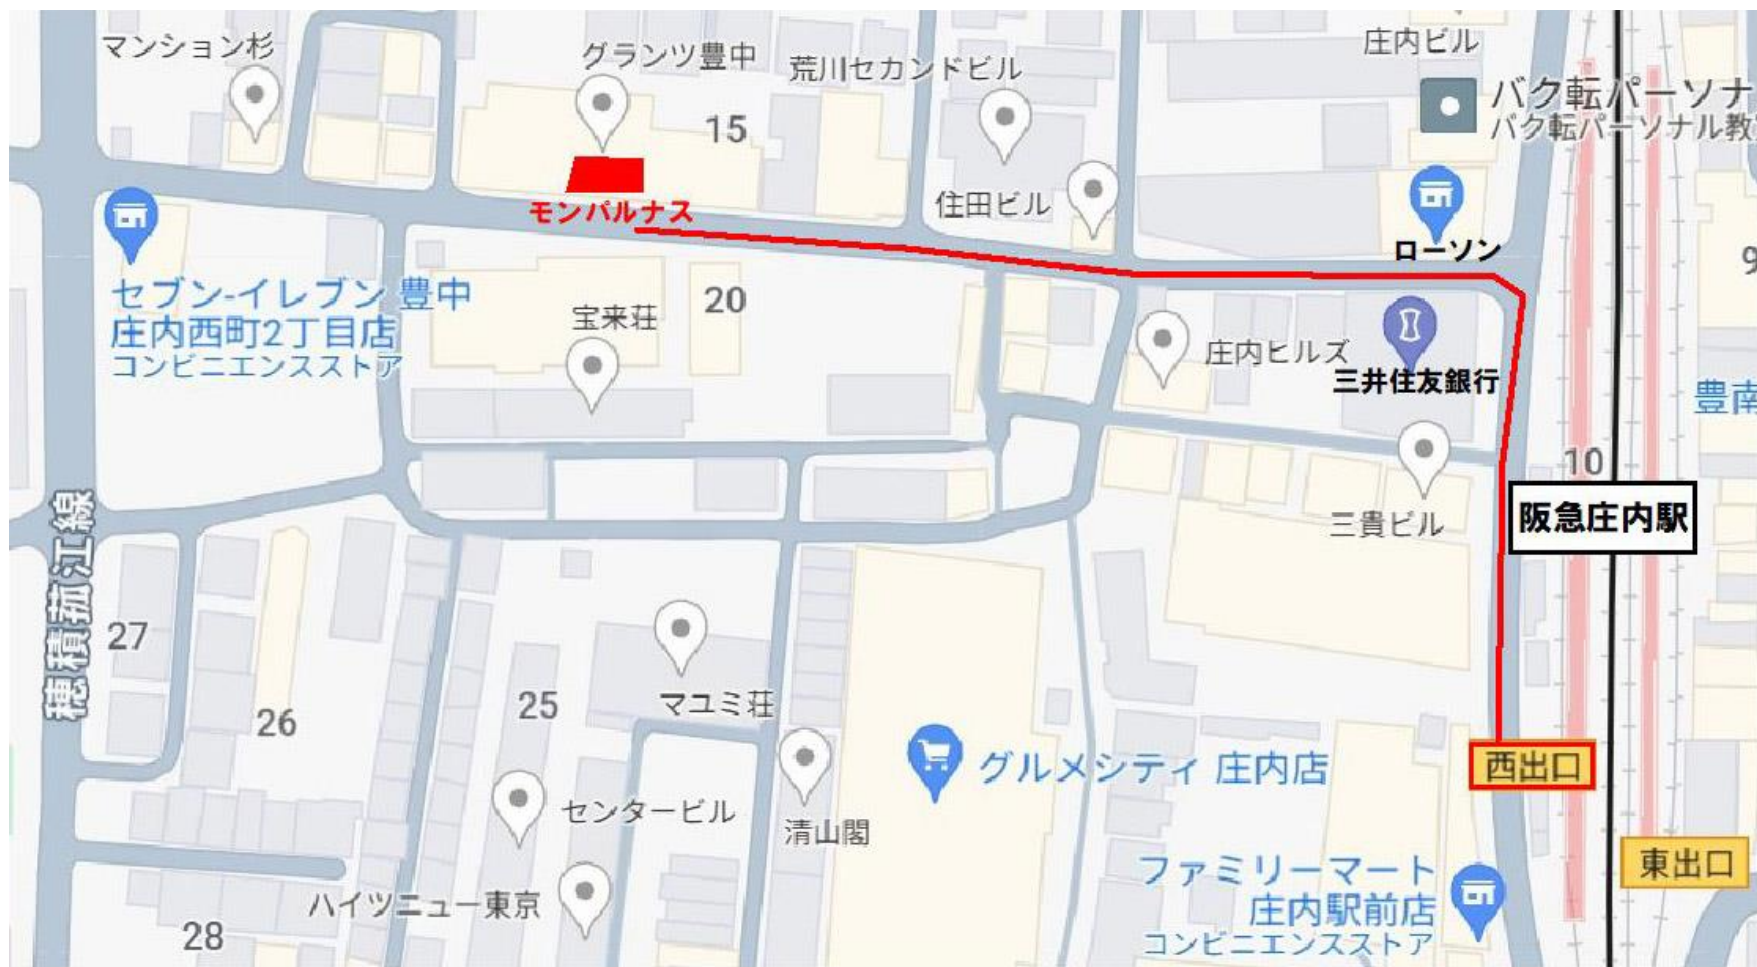 マンション杉
グランツ豊中
荒川セカンドビル
庄内ビル
バク転パーソナ
バク転パーソナル教
15
住田ビル
モンパルナス
ローソン
9
セブン-イレブン 豊中
庄内西町2丁目店
コンビニエンスストア
宝来荘
20
庄内ヒルズ
三井住友銀行
豊南
10
三貴ビル
阪急庄内駅
穂積菰江線
27
26
25
マユミ荘
グルメシティ 庄内店
西出口
センタービル
清山閣
東出口
ファミリーマート
庄内駅前店
コンビニエンスストア
ハイツニュー東京
28